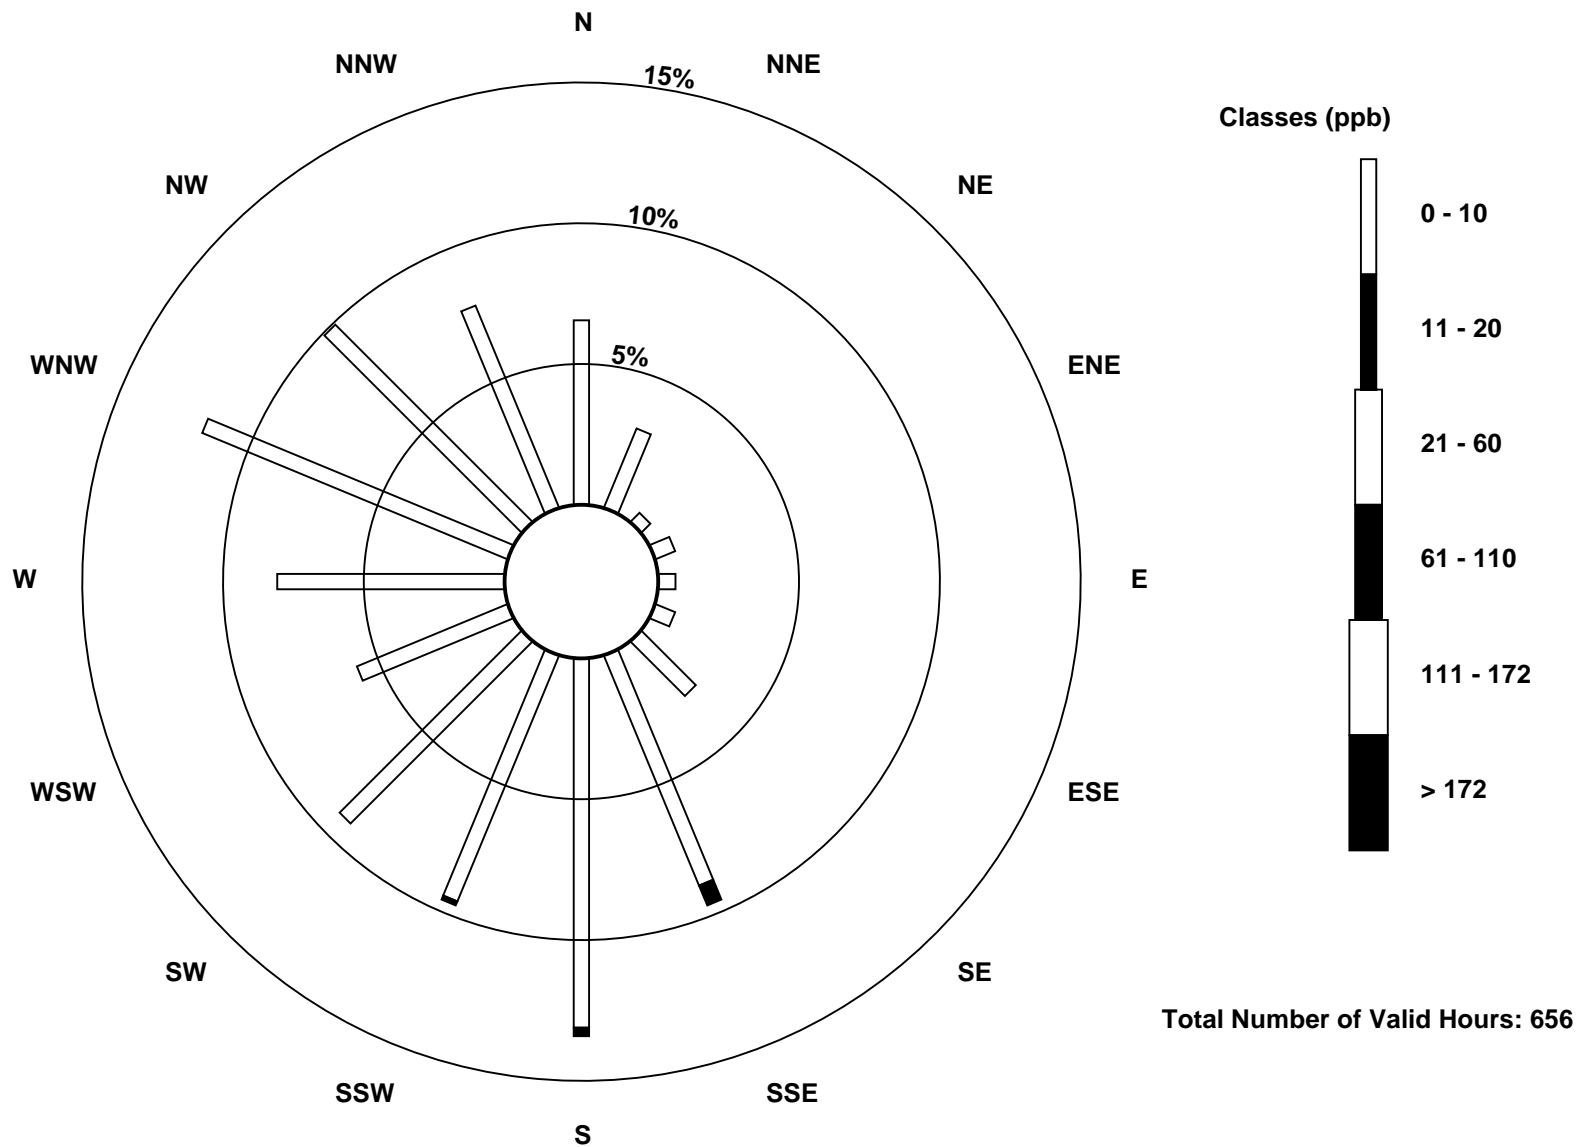 N
NNW
NNE
15%
Classes (ppb)
NW
NE
0 - 10
10%
11 - 20
5%
WNW
ENE
21 - 60
W
E
61 - 110
111 - 172
WSW
ESE
> 172
SW
SE
Total Number of Valid Hours: 656
SSW
SSE
S